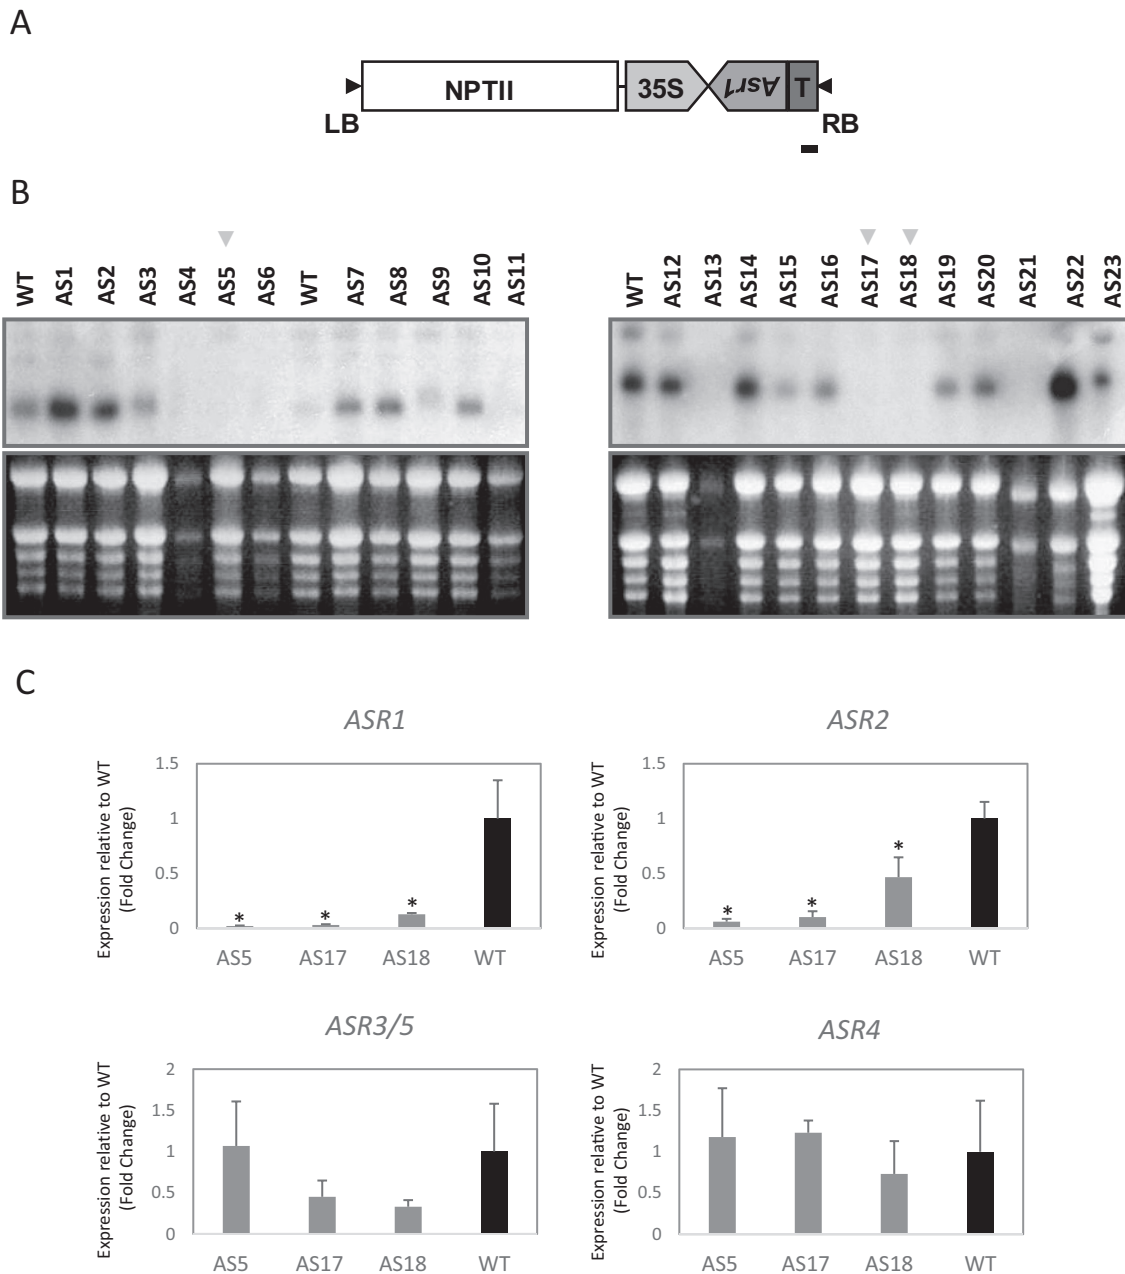 A
NPTII
35S
Asr1
T
LB
RB
B
WT AS1 AS2 AS3 AS4 AS5 AS6 WT AS7 AS8 AS9 AS10 AS11
WT AS12 AS13 AS14 AS15 AS16 AS17 AS18 AS19 AS20 AS21 AS22 AS23
C
ASR1
Expression relative to WT
(Fold Change)
1.5
1
0.5
0
* * *
AS5 AS17 AS18 WT
ASR2
Expression relative to WT
(Fold Change)
1.5
1
0.5
0
* * *
AS5 AS17 AS18 WT
ASR3/5
Expression relative to WT
(Fold Change)
2
1.5
1
0.5
0
AS5 AS17 AS18 WT
ASR4
Expression relative to WT
(Fold Change)
2
1.5
1
0.5
0
AS5 AS17 AS18 WT